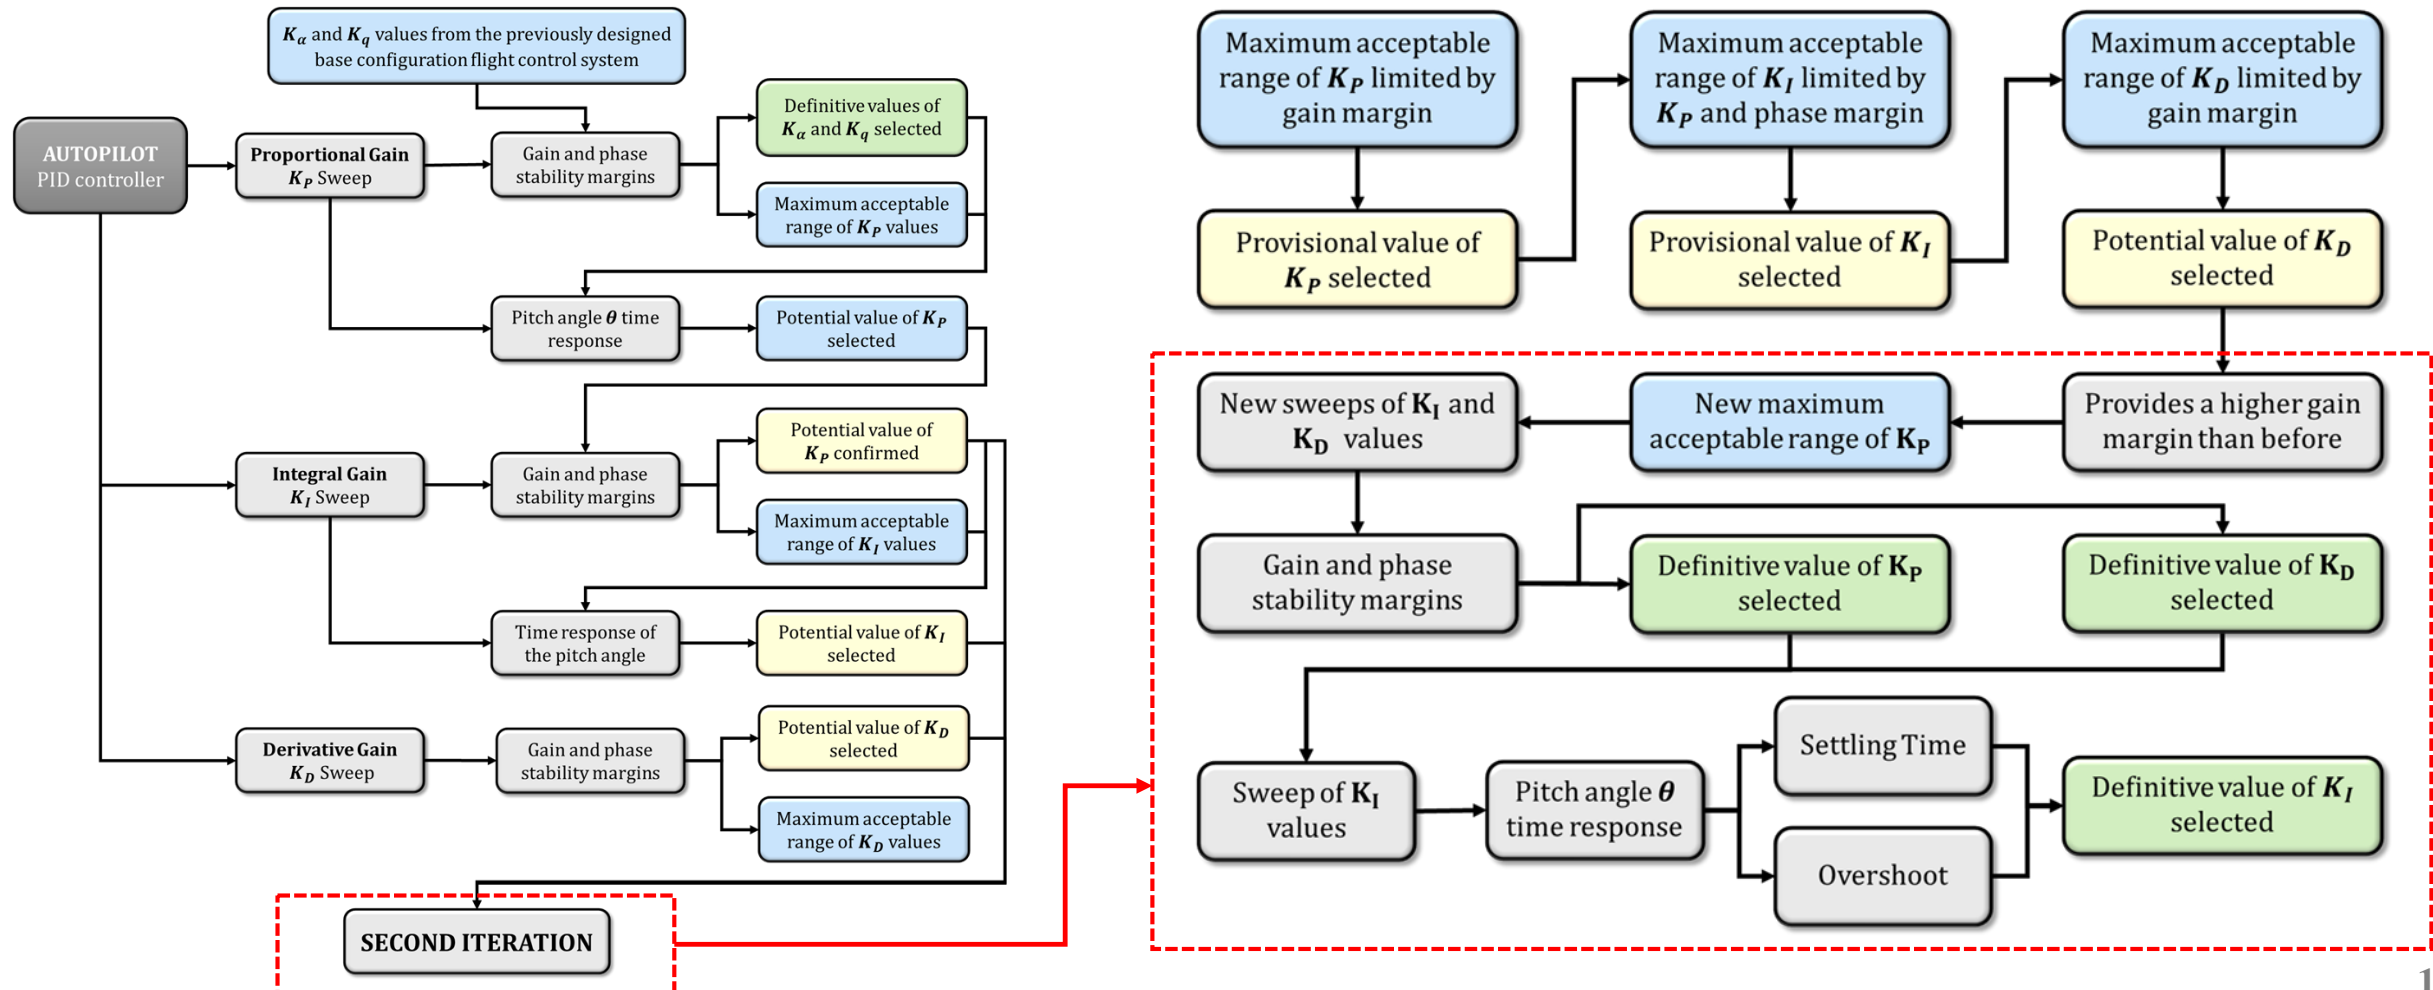 𝑲α and 𝑲q values from the previously designed
base configuration flight control system
AUTOPILOT
PID controller
Proportional Gain
𝑲P Sweep
Gain and phase
stability margins
Definitive values of
𝑲α and 𝑲q selected
Maximum acceptable
range of 𝑲P values
Pitch angle θ time
response
Potential value of 𝑲P
selected
Integral Gain
𝑲I Sweep
Gain and phase
stability margins
Potential value of
𝑲P confirmed
Maximum acceptable
range of 𝑲I values
Time response of
the pitch angle
Potential value of 𝑲I
selected
Derivative Gain
𝑲D Sweep
Gain and phase
stability margins
Potential value of 𝑲D
selected
Maximum acceptable
range of 𝑲D values
SECOND ITERATION
Maximum acceptable
range of 𝑲P limited by
gain margin
Maximum acceptable
range of 𝑲I limited by
𝑲P and phase margin
Maximum acceptable
range of 𝑲D limited by
gain margin
Provisional value of
𝑲P selected
Provisional value of 𝑲I
selected
Potential value of 𝑲D
selected
New sweeps of KI and
KD values
New maximum
acceptable range of KP
Provides a higher gain
margin than before
Gain and phase
stability margins
Definitive value of KP
selected
Definitive value of KD
selected
Sweep of KI
values
Pitch angle θ
time response
Settling Time
Overshoot
Definitive value of 𝑲I
selected